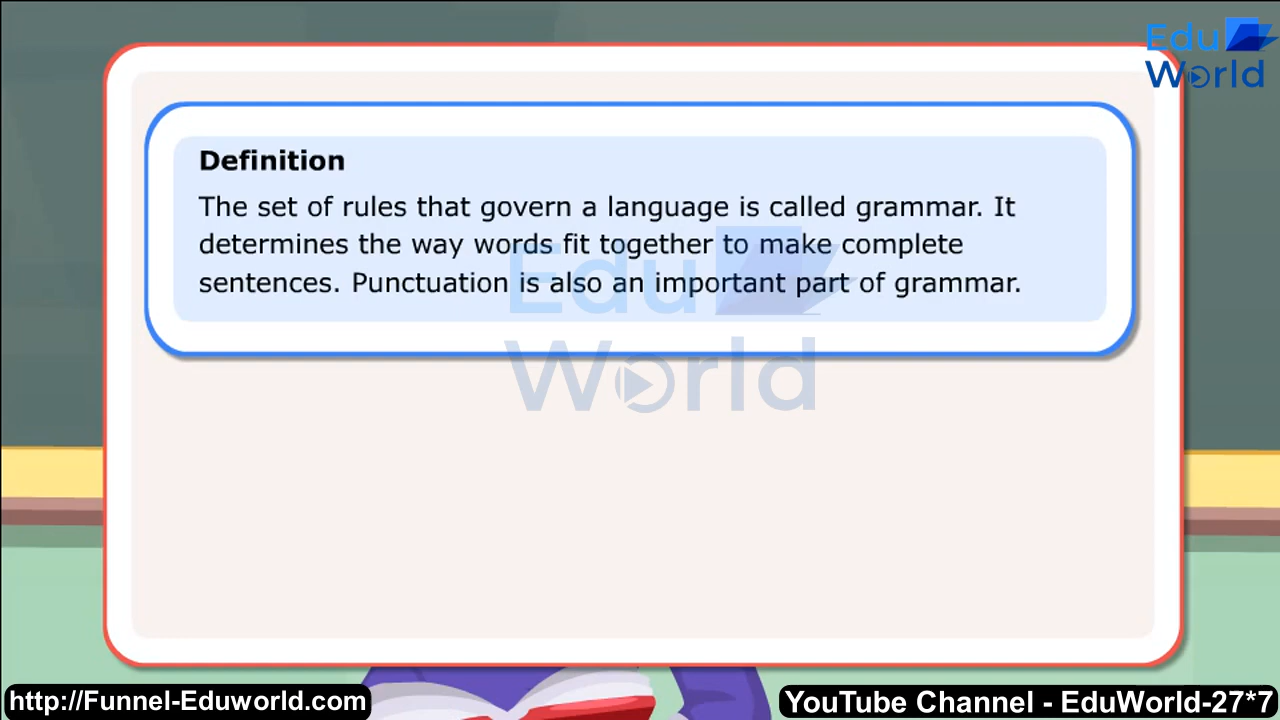 Edu
World
Definition
The set of rules that govern a language is called grammar. It
determines the way words fit together to make complete
sentences. Punctuation is also an important part of grammar.
Edu
World
http://Funnel-Eduworld.com
YouTube Channel - EduWorld-27*7